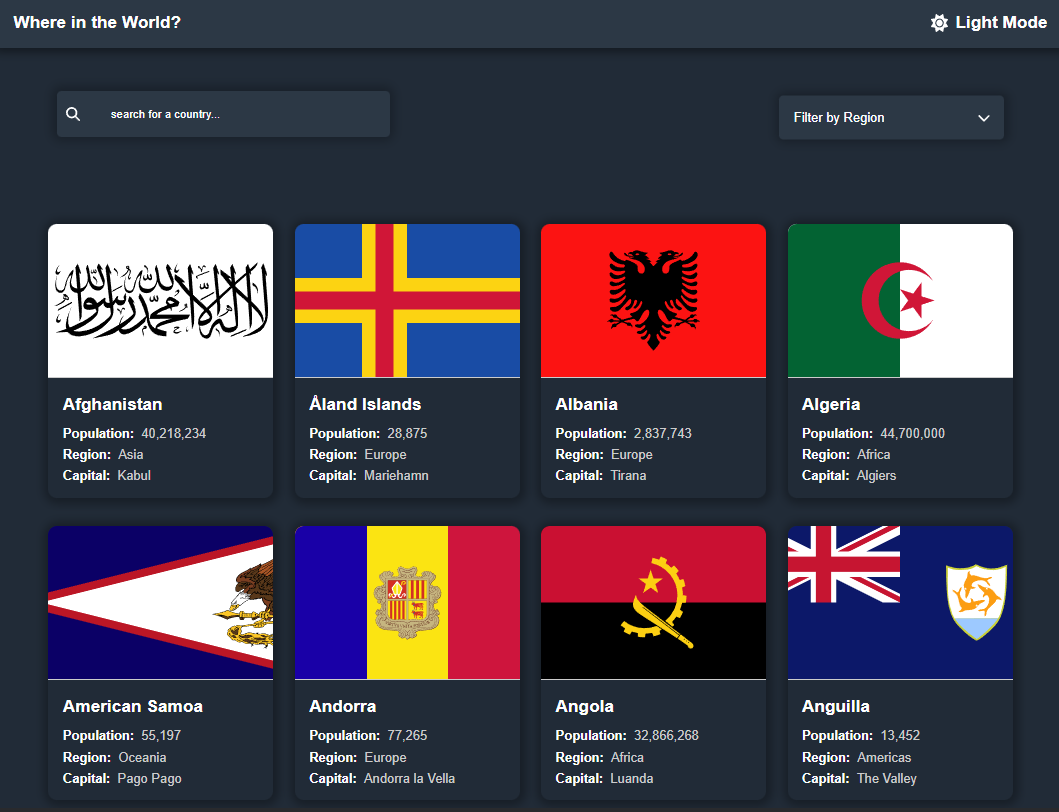 Where in the World?
Light Mode
search for a country...
Filter by Region
لا إله إلا الله محمد رسول الله
Afghanistan
Population: 40,218,234
Region: Asia
Capital: Kabul
Åland Islands
Population: 28,875
Region: Europe
Capital: Mariehamn
Albania
Population: 2,837,743
Region: Europe
Capital: Tirana
Algeria
Population: 44,700,000
Region: Africa
Capital: Algiers
American Samoa
Population: 55,197
Region: Oceania
Capital: Pago Pago
Andorra
Population: 77,265
Region: Europe
Capital: Andorra la Vella
Angola
Population: 32,866,268
Region: Africa
Capital: Luanda
Anguilla
Population: 13,452
Region: Americas
Capital: The Valley